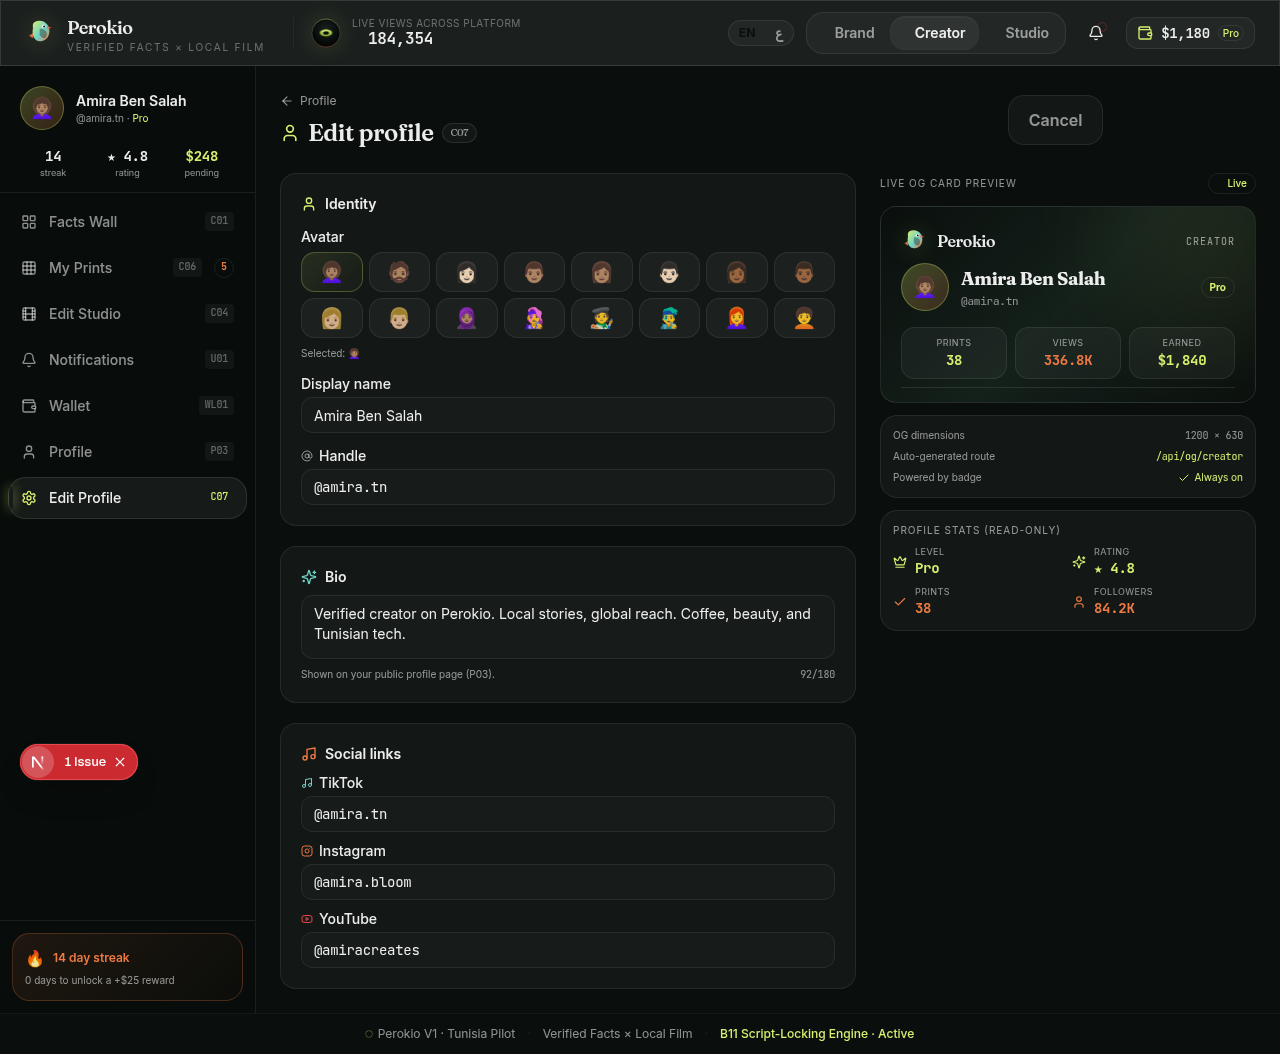 Perokio
VERIFIED FACTS × LOCAL FILM
LIVE VIEWS ACROSS PLATFORM
184,354
EN ع
Brand Creator Studio
$1,180 Pro
Amira Ben Salah
@amira.tn · Pro
14 ★ 4.8 $248
streak rating pending
Facts Wall C01
My Prints C06 5
Edit Studio C04
Notifications U01
Wallet WL01
Profile P03
Edit Profile C07
1 Issue
14 day streak
0 days to unlock a +$25 reward
Profile
Edit profile C07
Cancel
Identity
Avatar
Selected:
Display name
Amira Ben Salah
Handle
@amira.tn
Bio
Verified creator on Perokio. Local stories, global reach. Coffee, beauty, and
Tunisian tech.
Shown on your public profile page (P03). 92/180
Social links
TikTok
@amira.tn
Instagram
@amira.bloom
YouTube
@amiracreates
LIVE OG CARD PREVIEW Live
Perokio CREATOR
Amira Ben Salah
@amira.tn
Pro
PRINTS VIEWS EARNED
38 336.8K $1,840
OG dimensions 1200 × 630
Auto-generated route /api/og/creator
Powered by badge Always on
PROFILE STATS (READ-ONLY)
LEVEL RATING
Pro ★ 4.8
PRINTS FOLLOWERS
38 84.2K
Perokio V1 · Tunisia Pilot · Verified Facts × Local Film · B11 Script-Locking Engine · Active